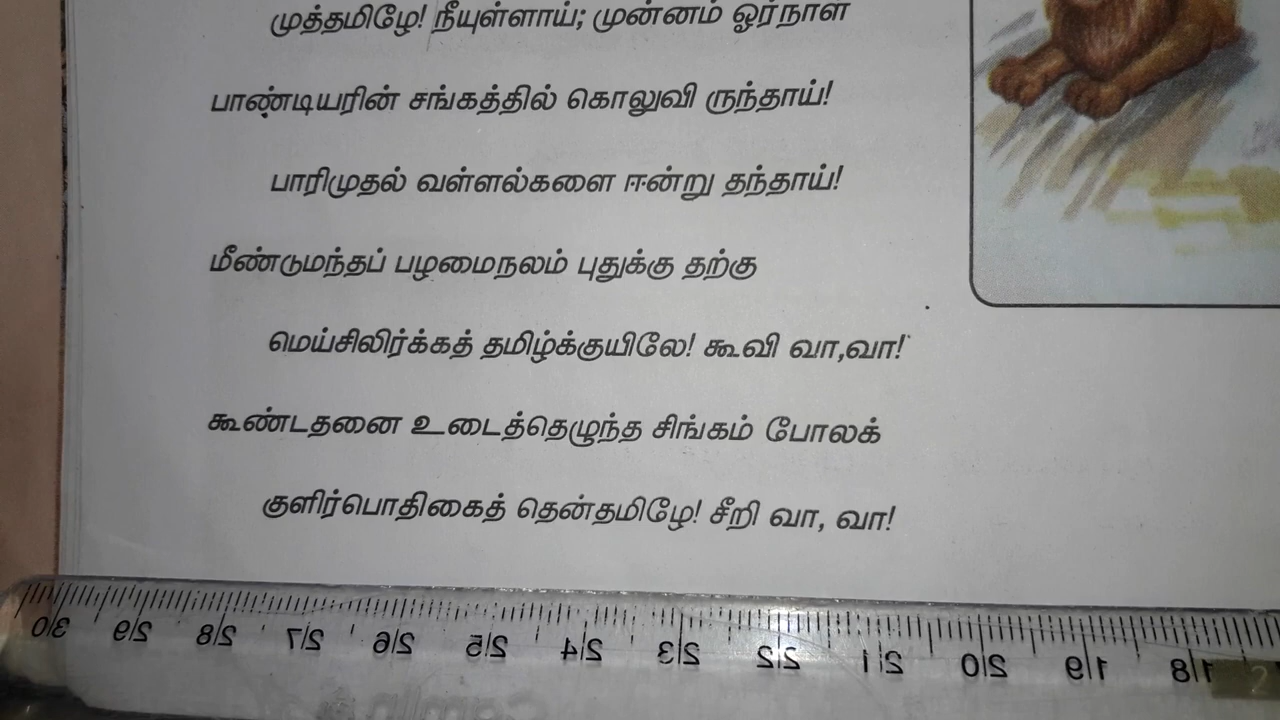 முத்தமிழே! நீயுள்ளாய்; முன்னம் ஓர்நாள்
பாண்டியரின் சங்கத்தில் கொலுவி ருந்தாய்!
பாரிமுதல் வள்ளல்களை ஈன்று தந்தாய்!
மீண்டுமந்தப் பழமைநலம் புதுக்கு தற்கு
மெய்சிலிர்க்கத் தமிழ்க்குயிலே! கூவி வா,வா!
கூண்டதனை உடைத்தெழுந்த சிங்கம் போலக்
குளிர்பொதிகைத் தென்தமிழே! சீறி வா, வா!
30 29 28 27 26 25 24 23 22 21 20 19 18